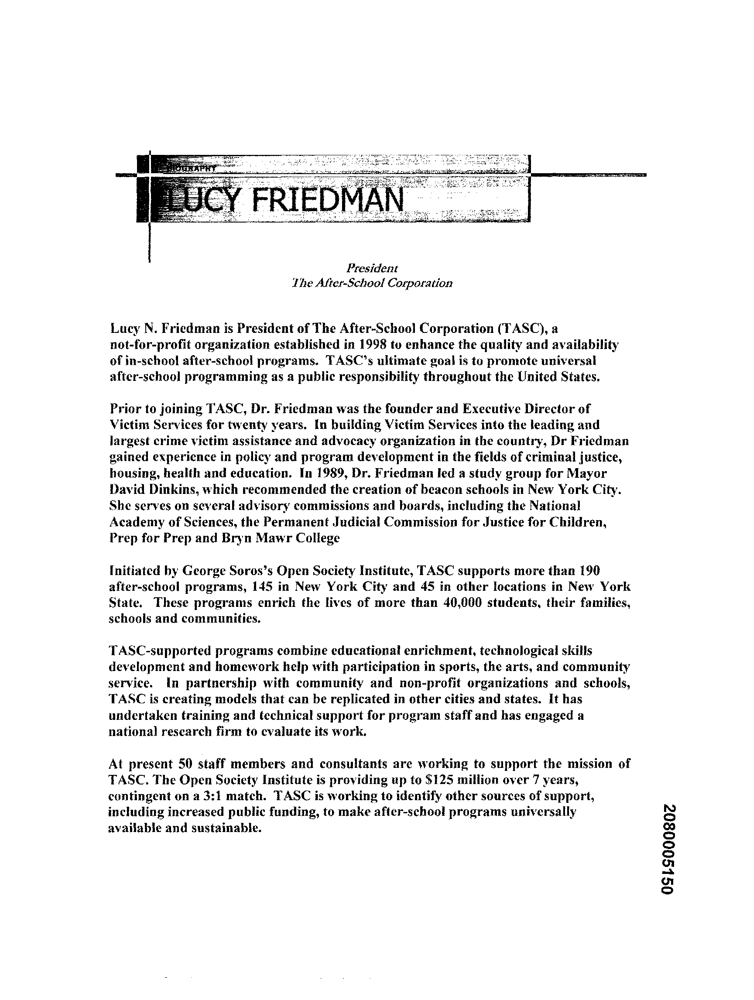 BIOGRAPHY
LUCY FRIEDMAN
President
The After-School Corporation
Lucy N. Friedman is President of The After-School Corporation (TASC), a
not-for-profit organization established in 1998 to enhance the quality and availability
of in-school after-school programs. TASC's ultimate goal is to promote universal
after-school programming as a public responsibility throughout the United States.
Prior to joining TASC, Dr. Friedman was the founder and Executive Director of
Victim Services for twenty years. In building Victim Services into the leading and
largest crime victim assistance and advocacy organization in the country, Dr Friedman
gained experience in policy and program development in the fields of criminal justice,
housing, health and education. In 1989, Dr. Friedman led a study group for Mayor
David Dinkins, which recommended the creation of beacon schools in New York City.
She serves on several advisory commissions and boards, including the National
Academy of Sciences, the Permanent Judicial Commission for Justice for Children,
Prep for Prep and Bryn Mawr College
Initiated by George Soros's Open Society Institute, TASC supports more than 190
after-school programs, 145 in New York City and 45 in other locations in New York
State. These programs enrich the lives of more than 40,000 students, their families,
schools and communities.
TASC-supported programs combine educational enrichment, technological skills
development and homework help with participation in sports, the arts, and community
service. In partnership with community and non-profit organizations and schools,
TASC is creating models that can be replicated in other cities and states. It has
undertaken training and technical support for program staff and has engaged a
national research firm to evaluate its work.
At present 50 staff members and consultants are working to support the mission of
TASC. The Open Society Institute is providing up to $125 million over 7 years,
contingent on a 3:1 match. TASC is working to identify other sources of support,
including increased public funding, to make after-school programs universally
available and sustainable.
2080005150